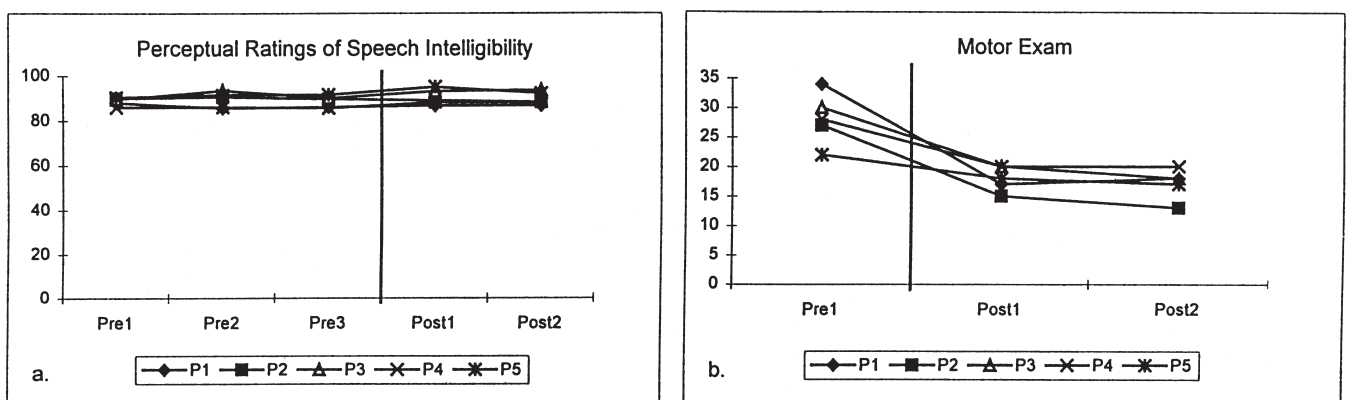 Perceptual Ratings of Speech Intelligibility
100
80
60
40
20
0
Pre1 Pre2 Pre3 Post1 Post2
P1 P2 P3 P4 P5
a.
Motor Exam
35
30
25
20
15
10
5
0
Pre1 Post1 Post2
P1 P2 P3 P4 P5
b.